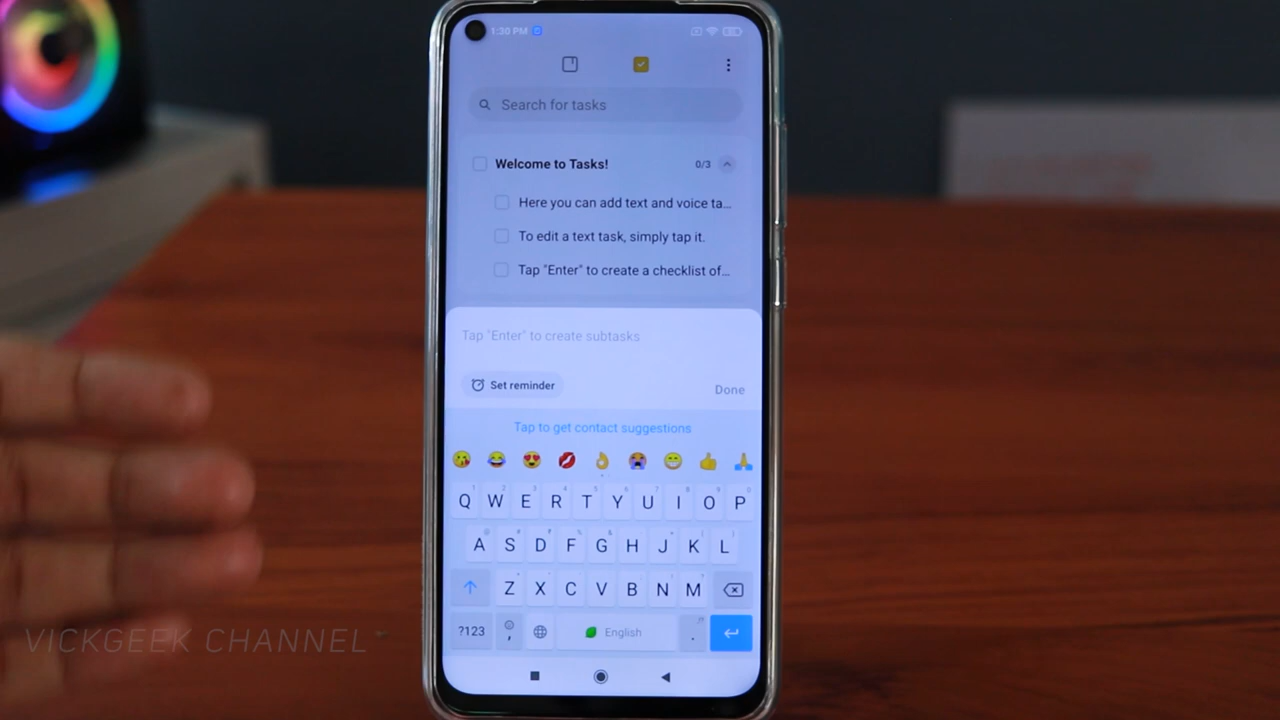 1:30 PM
Search for tasks
Welcome to Tasks! 0/3
Here you can add text and voice ta...
To edit a text task, simply tap it.
Tap "Enter" to create a checklist of...
Tap "Enter" to create subtasks
Set reminder Done
Tap to get contact suggestions
Q W E R T Y U I O P
A S D F G H J K L
Z X C V B N M
?123 , English .
VICKGEEK CHANNEL